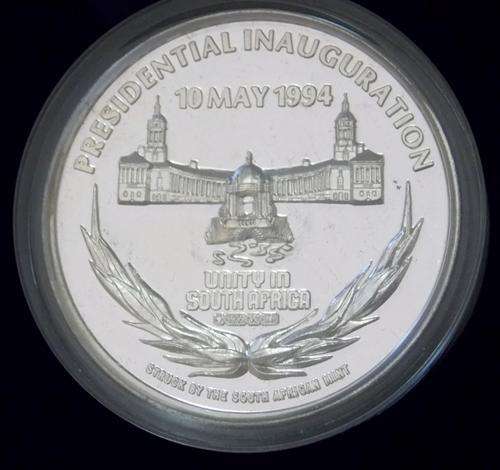 PRESIDENTIAL INAUGURATION
10 MAY 1994
UNITY IN
SOUTH AFRICA
STRUCK BY THE SOUTH AFRICAN MINT